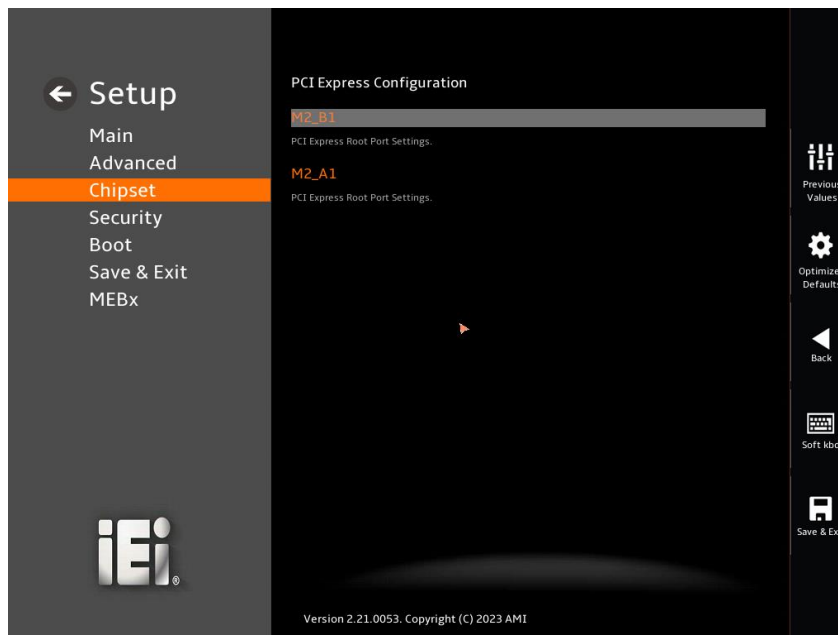 Setup
Main
Advanced
Chipset
Security
Boot
Save & Exit
MEBx
iEi
®
PCI Express Configuration
M2_B1
PCI Express Root Port Settings.
M2_A1
PCI Express Root Port Settings.
Previous
Values
Optimize
Defaults
Back
Soft kbd
Save & Ex
Version 2.21.0053. Copyright (C) 2023 AMI